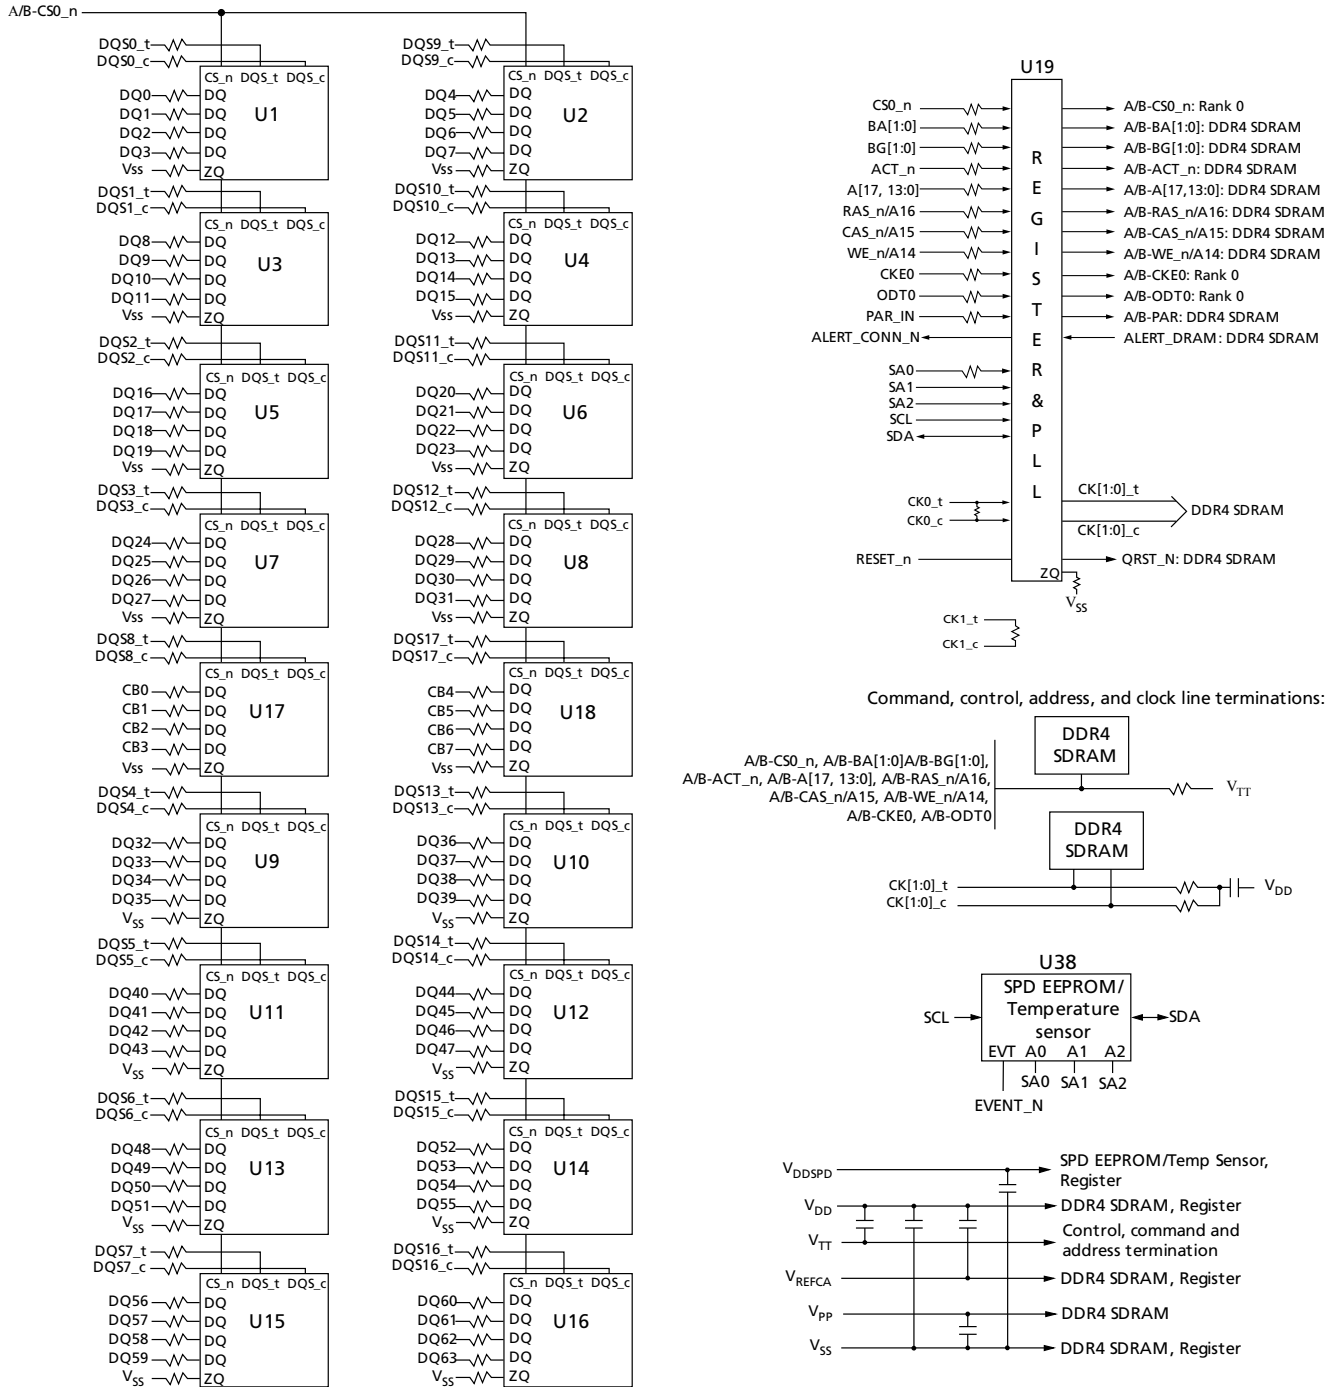 A/B-CS0_n
DQS0_t
DQS0_c
CS_n DQS_t DQS_c
DQ0 DQ
DQ1 DQ
DQ2 DQ
DQ3 DQ
Vss ZQ
U1
DQS9_t
DQS9_c
CS_n DQS_t DQS_c
DQ4 DQ
DQ5 DQ
DQ6 DQ
DQ7 DQ
Vss ZQ
U2
DQS1_t
DQS1_c
CS_n DQS_t DQS_c
DQ8 DQ
DQ9 DQ
DQ10 DQ
DQ11 DQ
Vss ZQ
U3
DQS10_t
DQS10_c
CS_n DQS_t DQS_c
DQ12 DQ
DQ13 DQ
DQ14 DQ
DQ15 DQ
Vss ZQ
U4
DQS2_t
DQS2_c
CS_n DQS_t DQS_c
DQ16 DQ
DQ17 DQ
DQ18 DQ
DQ19 DQ
Vss ZQ
U5
DQS11_t
DQS11_c
CS_n DQS_t DQS_c
DQ20 DQ
DQ21 DQ
DQ22 DQ
DQ23 DQ
Vss ZQ
U6
DQS3_t
DQS3_c
CS_n DQS_t DQS_c
DQ24 DQ
DQ25 DQ
DQ26 DQ
DQ27 DQ
Vss ZQ
U7
DQS12_t
DQS12_c
CS_n DQS_t DQS_c
DQ28 DQ
DQ29 DQ
DQ30 DQ
DQ31 DQ
Vss ZQ
U8
DQS8_t
DQS8_c
CS_n DQS_t DQS_c
CB0 DQ
CB1 DQ
CB2 DQ
CB3 DQ
Vss ZQ
U17
DQS17_t
DQS17_c
CS_n DQS_t DQS_c
CB4 DQ
CB5 DQ
CB6 DQ
CB7 DQ
Vss ZQ
U18
DQS4_t
DQS4_c
CS_n DQS_t DQS_c
DQ32 DQ
DQ33 DQ
DQ34 DQ
DQ35 DQ
VSS ZQ
U9
DQS13_t
DQS13_c
CS_n DQS_t DQS_c
DQ36 DQ
DQ37 DQ
DQ38 DQ
DQ39 DQ
VSS ZQ
U10
DQS5_t
DQS5_c
CS_n DQS_t DQS_c
DQ40 DQ
DQ41 DQ
DQ42 DQ
DQ43 DQ
VSS ZQ
U11
DQS14_t
DQS14_c
CS_n DQS_t DQS_c
DQ44 DQ
DQ45 DQ
DQ46 DQ
DQ47 DQ
VSS ZQ
U12
DQS6_t
DQS6_c
CS_n DQS_t DQS_c
DQ48 DQ
DQ49 DQ
DQ50 DQ
DQ51 DQ
VSS ZQ
U13
DQS15_t
DQS15_c
CS_n DQS_t DQS_c
DQ52 DQ
DQ53 DQ
DQ54 DQ
DQ55 DQ
VSS ZQ
U14
DQS7_t
DQS7_c
CS_n DQS_t DQS_c
DQ56 DQ
DQ57 DQ
DQ58 DQ
DQ59 DQ
VSS ZQ
U15
DQS16_t
DQS16_c
CS_n DQS_t DQS_c
DQ60 DQ
DQ61 DQ
DQ62 DQ
DQ63 DQ
VSS ZQ
U16
U19
REGISTER & PLL
CS0_n A/B-CS0_n: Rank 0
BA[1:0] A/B-BA[1:0]: DDR4 SDRAM
BG[1:0] A/B-BG[1:0]: DDR4 SDRAM
ACT_n A/B-ACT_n: DDR4 SDRAM
A[17, 13:0] A/B-A[17,13:0]: DDR4 SDRAM
RAS_n/A16 A/B-RAS_n/A16: DDR4 SDRAM
CAS_n/A15 A/B-CAS_n/A15: DDR4 SDRAM
WE_n/A14 A/B-WE_n/A14: DDR4 SDRAM
CKE0 A/B-CKE0: Rank 0
ODT0 A/B-ODT0: Rank 0
PAR_IN A/B-PAR: DDR4 SDRAM
ALERT_CONN_N ALERT_DRAM: DDR4 SDRAM
SA0
SA1
SA2
SCL
SDA
CK0_t CK[1:0]_t
DDR4 SDRAM
CK0_c CK[1:0]_c
RESET_n QRST_N: DDR4 SDRAM
ZQ
VSS
CK1_t
CK1_c
Command, control, address, and clock line terminations:
DDR4
SDRAM
A/B-CS0_n, A/B-BA[1:0]A/B-BG[1:0],
A/B-ACT_n, A/B-A[17, 13:0], A/B-RAS_n/A16,
A/B-CAS_n/A15, A/B-WE_n/A14,
A/B-CKE0, A/B-ODT0
VTT
DDR4
SDRAM
CK[1:0]_t
CK[1:0]_c
VDD
U38
SPD EEPROM/
Temperature
sensor
SCL SDA
EVT A0 A1 A2
SA0 SA1 SA2
EVENT_N
VDDSPD SPD EEPROM/Temp Sensor,
Register
VDD DDR4 SDRAM, Register
VTT Control, command and
address termination
VREFCA DDR4 SDRAM, Register
VPP DDR4 SDRAM
VSS DDR4 SDRAM, Register